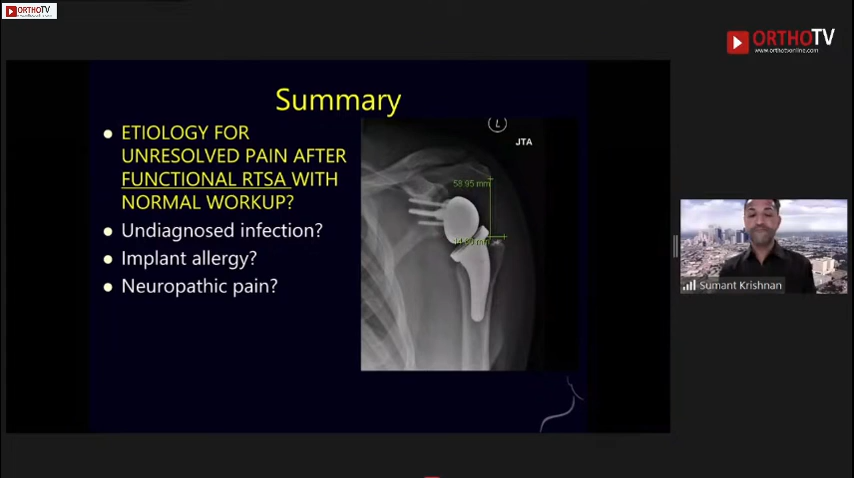 ORTHOTV
ORTHOTV
www.orthotvonline.com
Summary
ETIOLOGY FOR
UNRESOLVED PAIN AFTER
FUNCTIONAL RTSA WITH
NORMAL WORKUP?
Undiagnosed infection?
Implant allergy?
Neuropathic pain?
L
JTA
58.95 mm
Sumant Krishnan